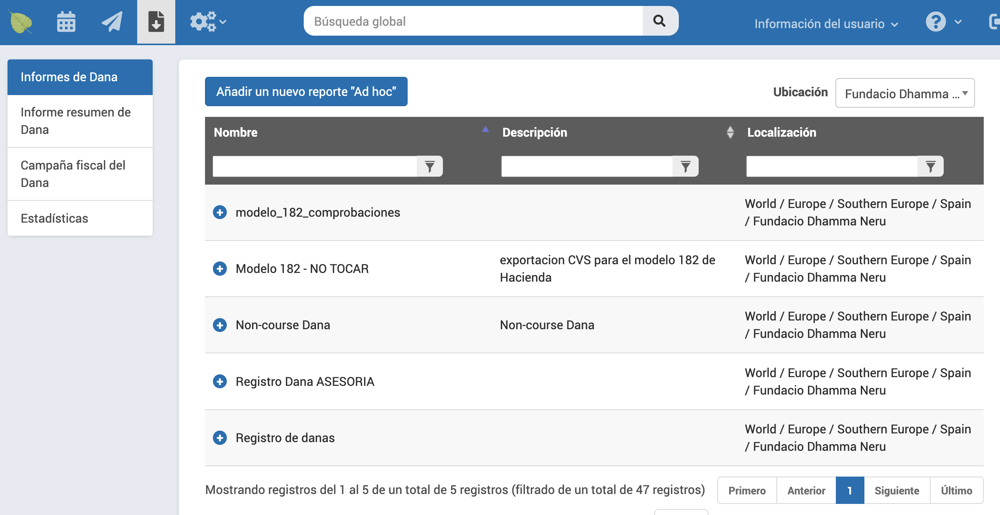 Búsqueda global
Información del usuario
Informes de Dana
Informe resumen de
Dana
Campaña fiscal del
Dana
Estadísticas
Añadir un nuevo reporte "Ad hoc"
Ubicación
Fundacio Dhamma ...
Nombre
Descripción
Localización
modelo_182_comprobaciones
World / Europe / Southern Europe / Spain
/ Fundacio Dhamma Neru
Modelo 182 - NO TOCAR
exportacion CVS para el modelo 182 de
Hacienda
World / Europe / Southern Europe / Spain
/ Fundacio Dhamma Neru
Non-course Dana
Non-course Dana
World / Europe / Southern Europe / Spain
/ Fundacio Dhamma Neru
Registro Dana ASESORIA
World / Europe / Southern Europe / Spain
/ Fundacio Dhamma Neru
Registro de danas
World / Europe / Southern Europe / Spain
/ Fundacio Dhamma Neru
Mostrando registros del 1 al 5 de un total de 5 registros (filtrado de un total de 47 registros)
Primero
Anterior
1
Siguiente
Último